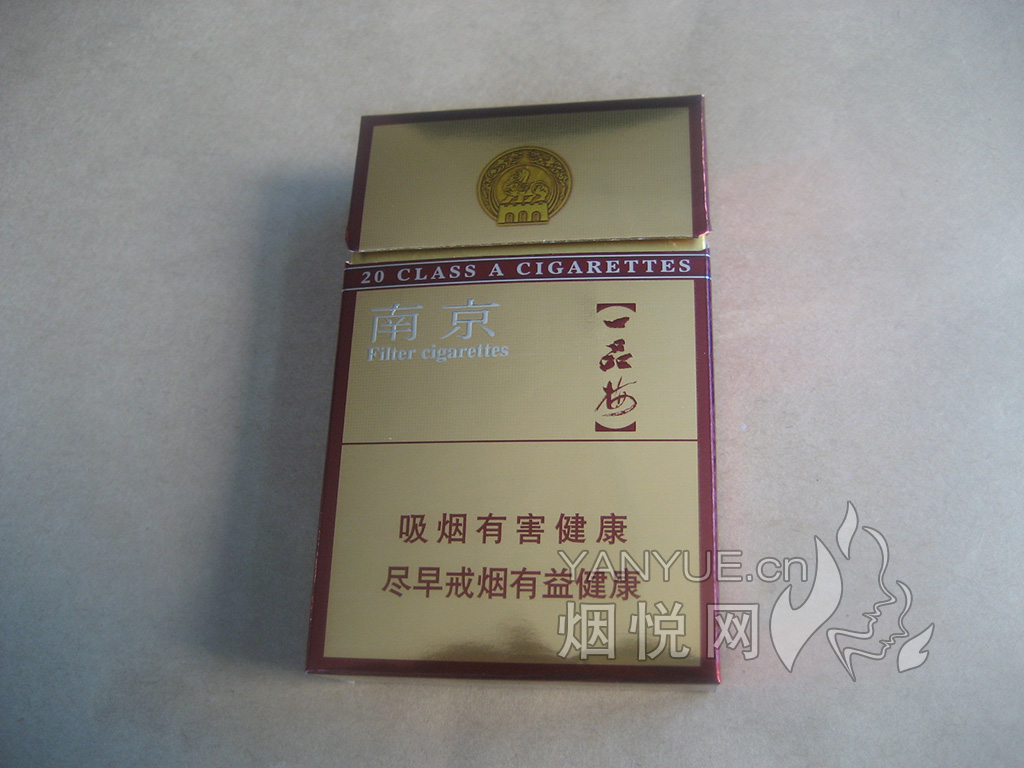 20 CLASS A CIGARETTES
南京
Filter cigarettes
【一品梅】
吸烟有害健康
尽早戒烟有益健康
YANYUE.cn
烟悦网